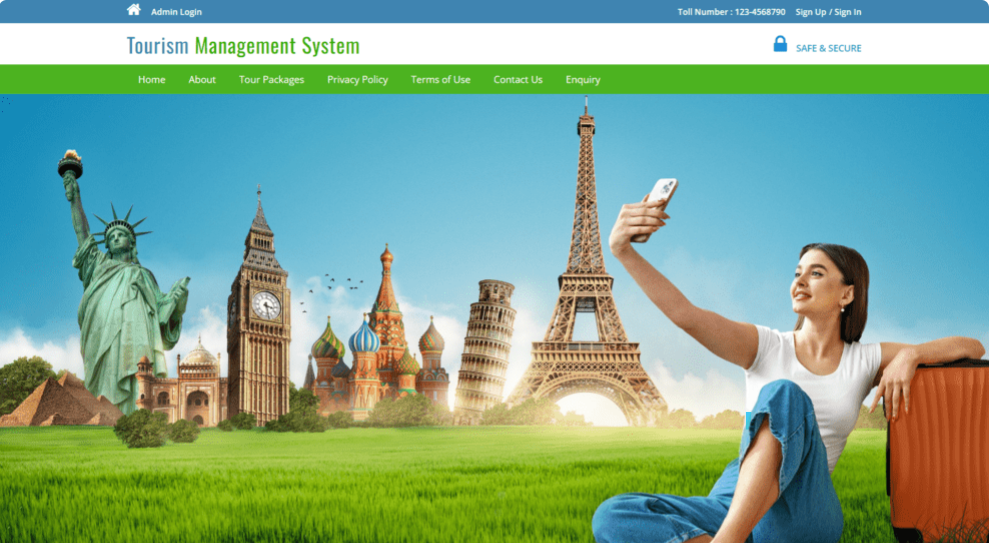 Admin Login Toll Number : 123-4568790 Sign Up / Sign In
Tourism Management System SAFE & SECURE
Home About Tour Packages Privacy Policy Terms of Use Contact Us Enquiry